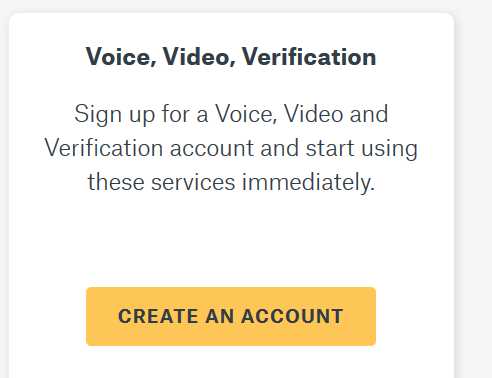 Voice, Video, Verification
Sign up for a Voice, Video and
Verification account and start using
these services immediately.
CREATE AN ACCOUNT